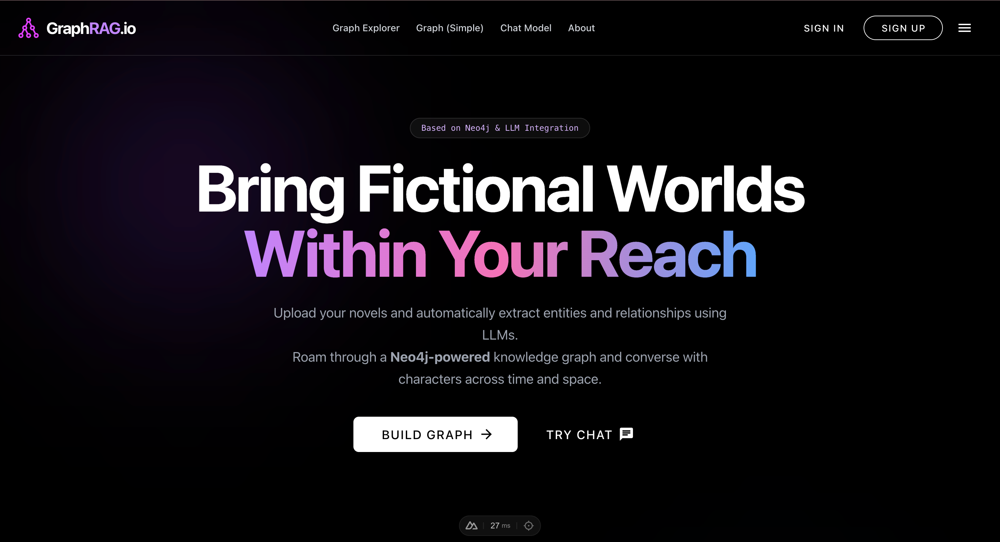 GraphRAG.io
Graph Explorer
Graph (Simple)
Chat Model
About
SIGN IN
SIGN UP
Based on Neo4j & LLM Integration
Bring Fictional Worlds
Within Your Reach
Upload your novels and automatically extract entities and relationships using
LLMs.
Roam through a Neo4j-powered knowledge graph and converse with
characters across time and space.
BUILD GRAPH
TRY CHAT
27 ms